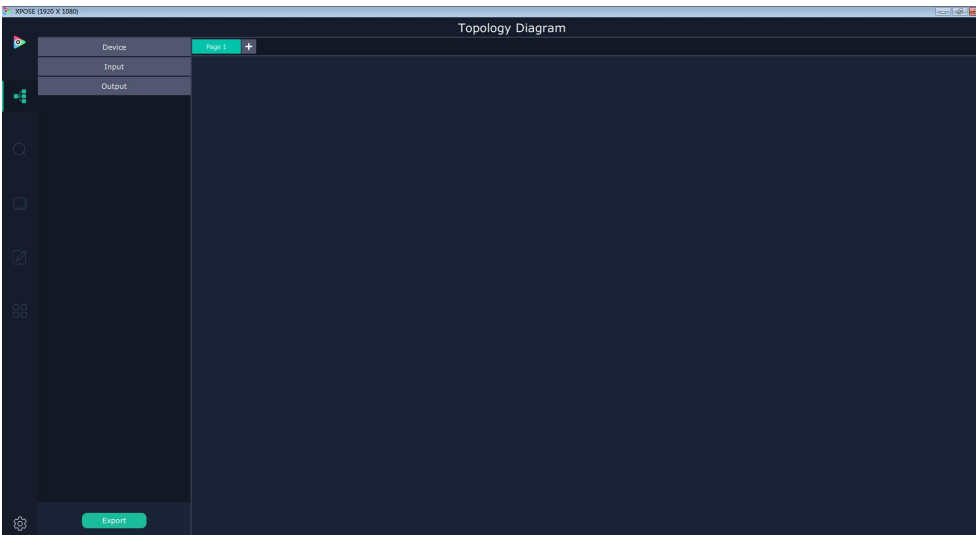 XPOSE (1920 X 1080)
Topology Diagram
Device
Page 1 +
Input
Output
Export